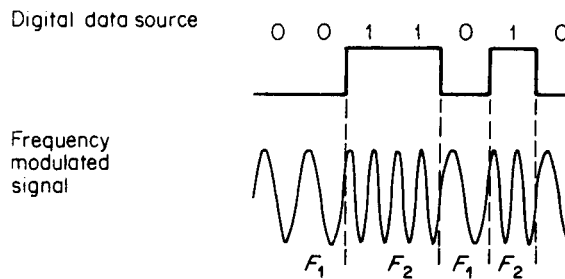 Digital data source
0 0 1 1 0 1 0
Frequency
modulated
signal
F₁ F₂ F₁ F₂